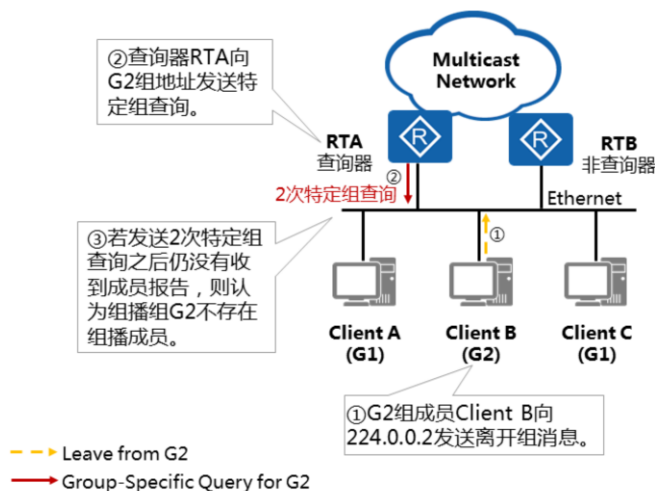 ②查询器RTA向
G2组地址发送特
定组查询。
Multicast
Network
R
R
RTA
查询器
RTB
非查询器
②
2次特定组查询
Ethernet
①
③若发送2次特定组
查询之后仍没有收
到成员报告，则认
为组播组G2不存在
组播成员。
Client A
(G1)
Client B
(G2)
Client C
(G1)
①G2组成员Client B向
224.0.0.2发送离开组消息。
Leave from G2
Group-Specific Query for G2